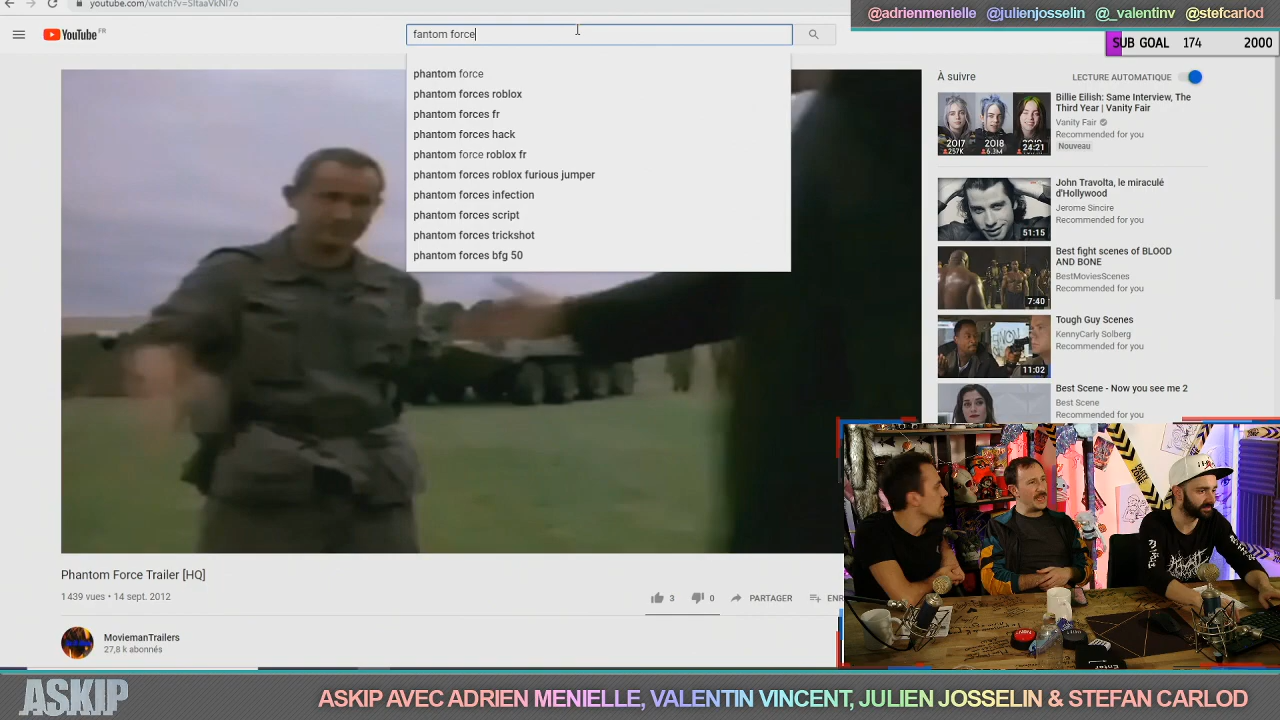 youtube.com/watch?v=SltaaVkNl7o
@adrienmenielle @julienjosselin @_valentinv @stefcarlod
SUB GOAL 174 2000
YouTube FR
fantom force
phantom force
phantom forces roblox
phantom forces fr
phantom forces hack
phantom force roblox fr
phantom forces roblox furious jumper
phantom forces infection
phantom forces script
phantom forces trickshot
phantom forces bfg 50
À suivre
LECTURE AUTOMATIQUE
2017
257K
2018
6.3M
24:21
Billie Eilish: Same Interview, The
Third Year | Vanity Fair
Vanity Fair
Recommended for you
Nouveau
51:15
John Travolta, le miraculé
d'Hollywood
Jerome Sincire
Recommended for you
7:40
Best fight scenes of BLOOD
AND BONE
BestMoviesScenes
Recommended for you
11:02
Tough Guy Scenes
KennyCarly Solberg
Recommended for you
Best Scene - Now you see me 2
Best Scene
Recommended for you
Phantom Force Trailer [HQ]
1 439 vues • 14 sept. 2012
3
0
PARTAGER
ENR
MoviemanTrailers
27,8 k abonnés
ASKIP
ASKIP AVEC ADRIEN MENIELLE, VALENTIN VINCENT, JULIEN JOSSELIN & STEFAN CARLOD